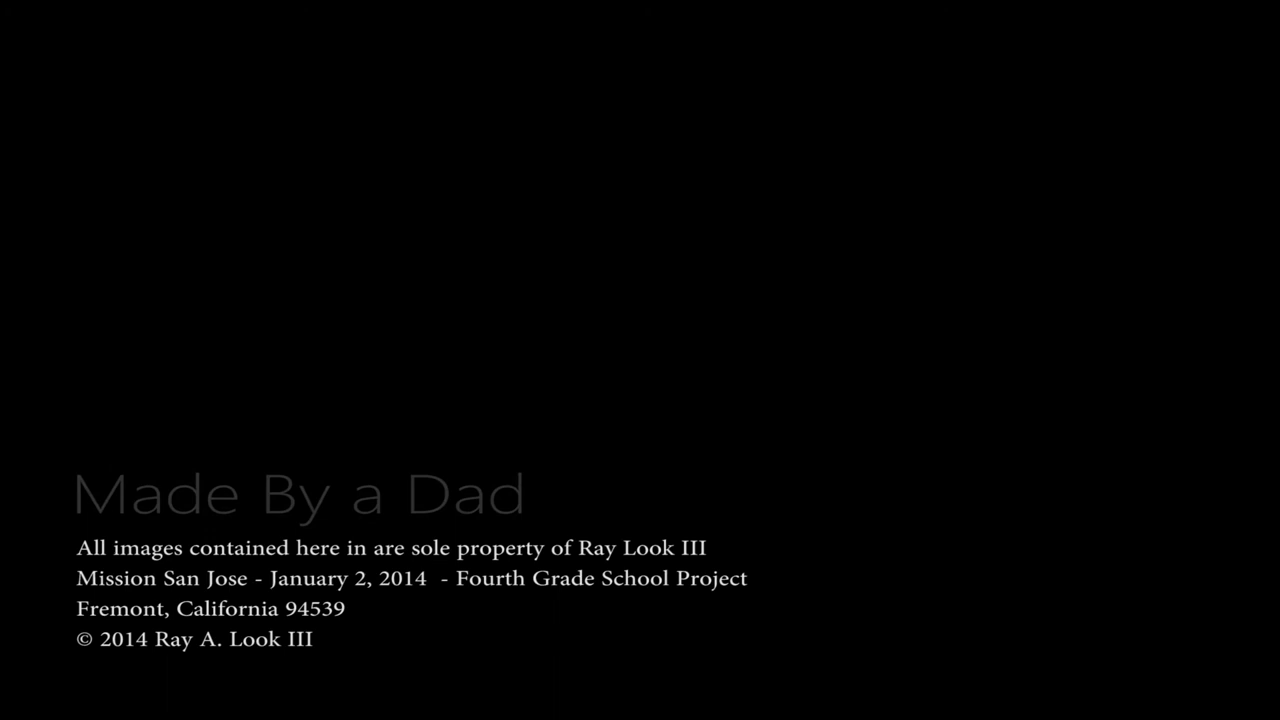 Made By a Dad
All images contained here in are sole property of Ray Look III
Mission San Jose - January 2, 2014 - Fourth Grade School Project
Fremont, California 94539
© 2014 Ray A. Look III